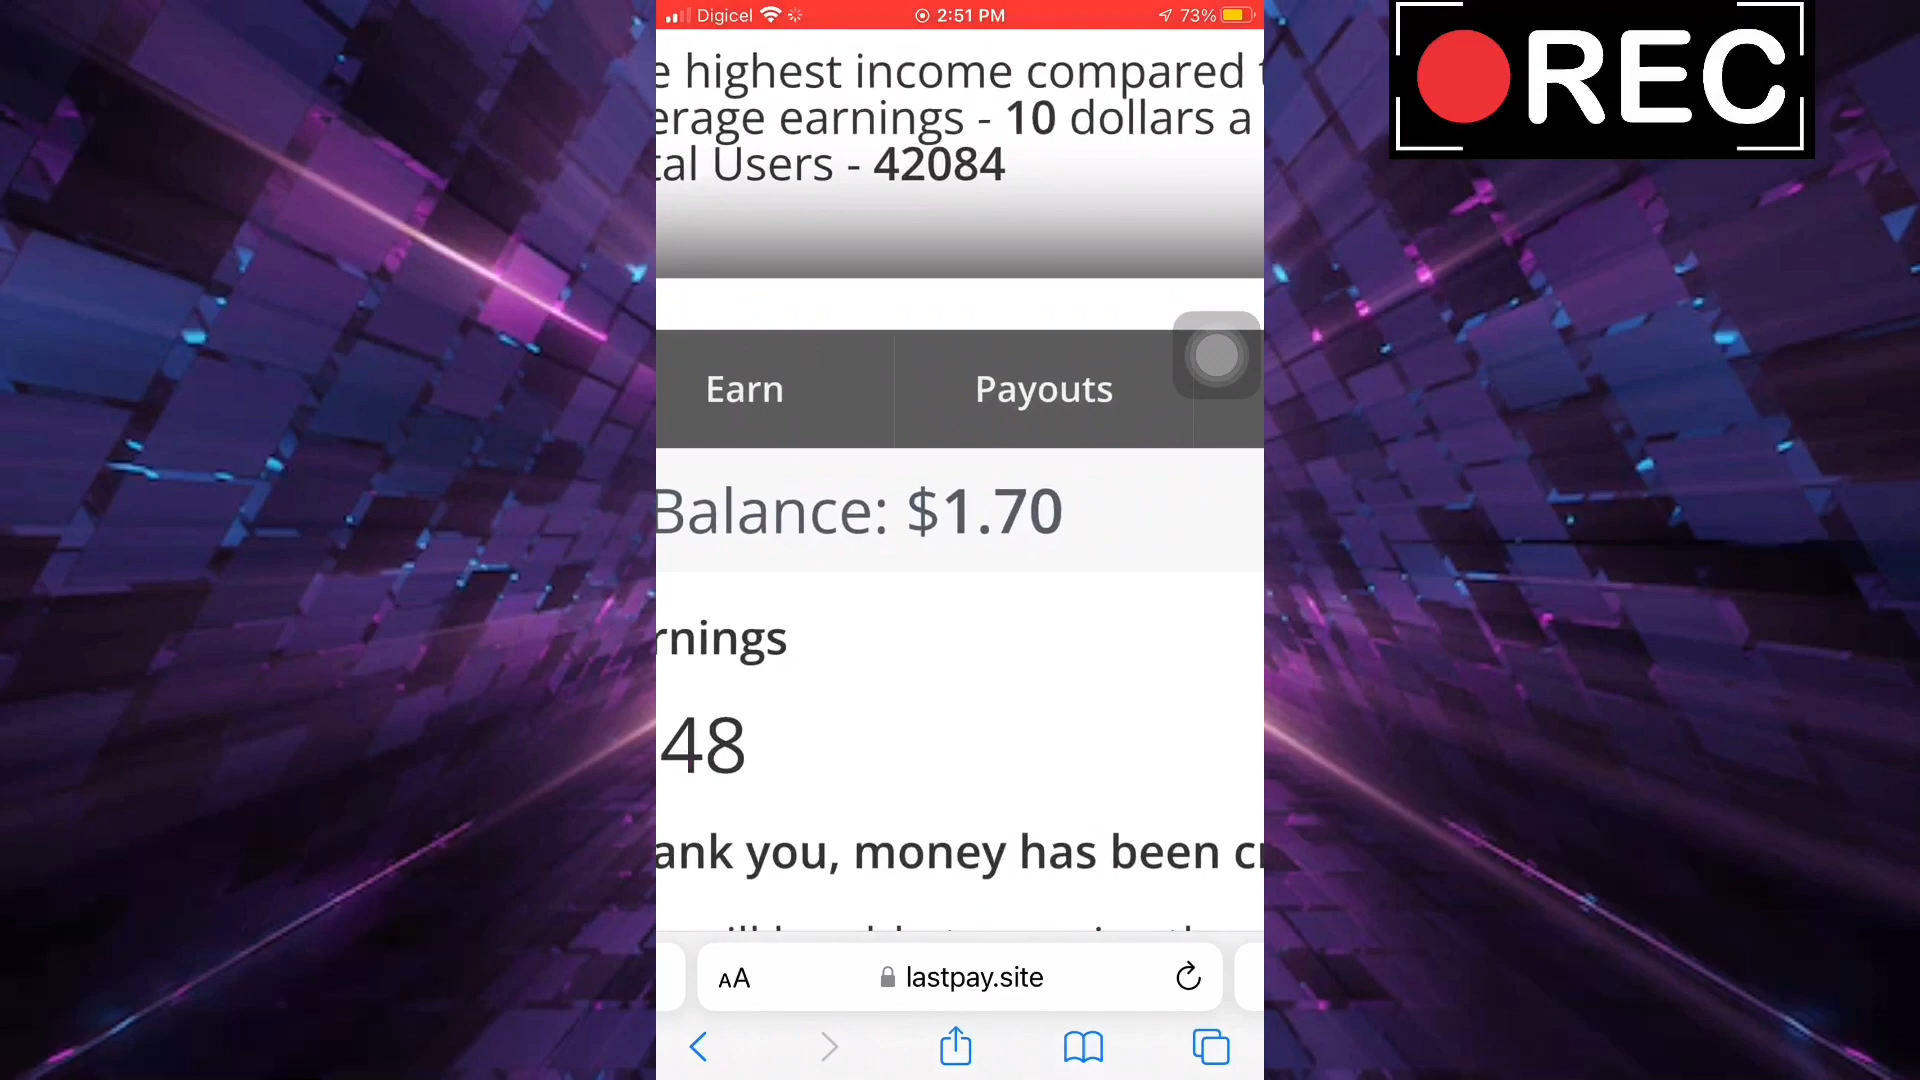 Digicel 2:51 PM 73%
REC
e highest income compared
erage earnings - 10 dollars a
tal Users - 42084
Earn Payouts
Balance: $1.70
rnings
48
ank you, money has been c
AA lastpay.site